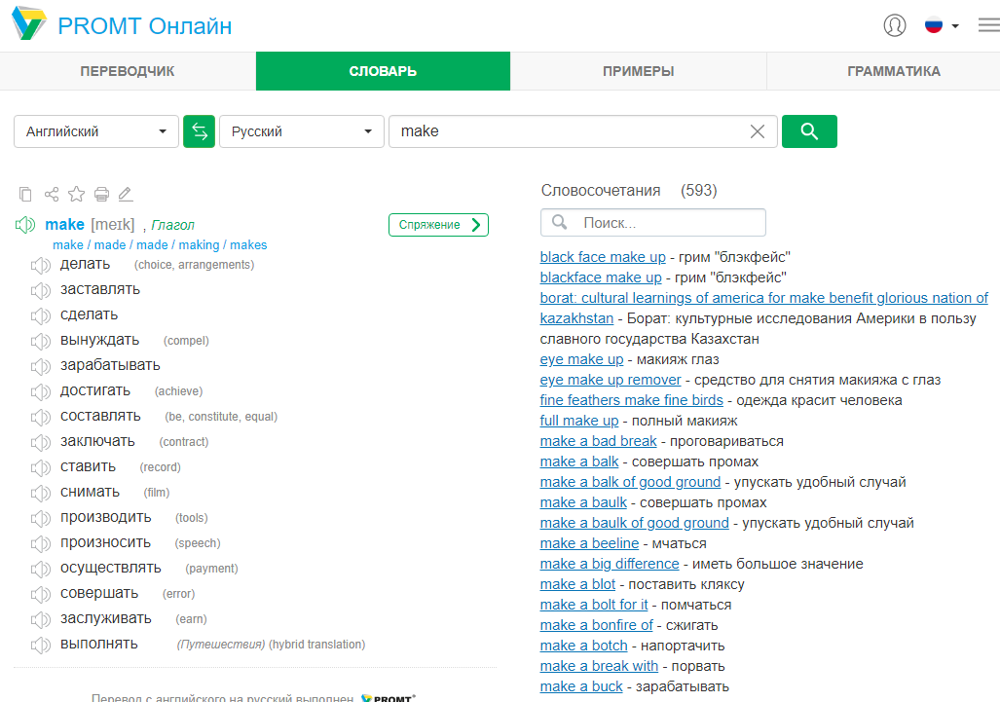 PROMT Онлайн
ПЕРЕВОДЧИК
СЛОВАРЬ
ПРИМЕРЫ
ГРАММАТИКА
Английский
Русский
make
make [meɪk] , Глагол
Спряжение
make / made / made / making / makes
делать (choice, arrangements)
заставлять
сделать
вынуждать (compel)
зарабатывать
достигать (achieve)
составлять (be, constitute, equal)
заключать (contract)
ставить (record)
снимать (film)
производить (tools)
произносить (speech)
осуществлять (payment)
совершать (error)
заслуживать (earn)
выполнять (Путешествия) (hybrid translation)
Перевод с английского на русский выполнен PROMT
Словосочетания (593)
Поиск...
black face make up - грим "блэкфейс"
blackface make up - грим "блэкфейс"
borat: cultural learnings of america for make benefit glorious nation of
kazakhstan - Борат: культурные исследования Америки в пользу
славного государства Казахстан
eye make up - макияж глаз
eye make up remover - средство для снятия макияжа с глаз
fine feathers make fine birds - одежда красит человека
full make up - полный макияж
make a bad break - проговариваться
make a balk - совершать промах
make a balk of good ground - упускать удобный случай
make a baulk - совершать промах
make a baulk of good ground - упускать удобный случай
make a beeline - мчаться
make a big difference - иметь большое значение
make a blot - поставить кляксу
make a bolt for it - помчаться
make a bonfire of - сжигать
make a botch - напортачить
make a break with - порвать
make a buck - зарабатывать